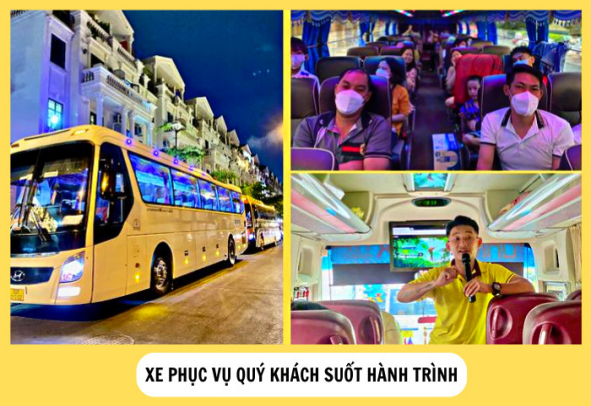 XE PHỤC VỤ QUÝ KHÁCH SUỐT HÀNH TRÌNH